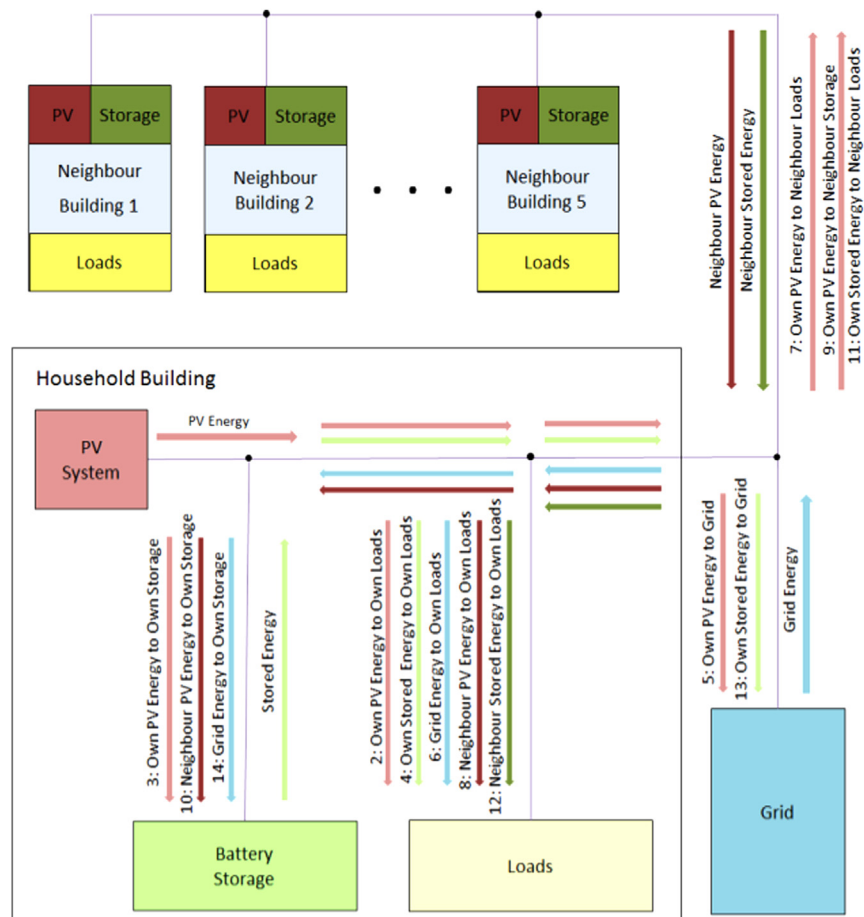 PV Storage
Neighbour
Building 1
Loads
PV Storage
Neighbour
Building 2
Loads
PV Storage
Neighbour
Building 5
Loads
Neighbour PV Energy
Neighbour Stored Energy
7: Own PV Energy to Neighbour Loads
9: Own PV Energy to Neighbour Storage
11: Own Stored Energy to Neighbour Loads
Household Building
PV
System
PV Energy
3: Own PV Energy to Own Storage
10: Neighbour PV Energy to Own Storage
14: Grid Energy to Own Storage
Stored Energy
2: Own PV Energy to Own Loads
4: Own Stored Energy to Own Loads
6: Grid Energy to Own Loads
8: Neighbour PV Energy to Own Loads
12: Neighbour Stored Energy to Own Loads
5: Own PV Energy to Grid
13: Own Stored Energy to Grid
Grid Energy
Battery
Storage
Loads
Grid